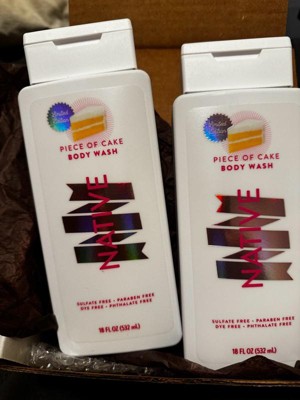 Limited
Edition
PIECE OF CAKE
BODY WASH
NATIVE
SULFATE FREE • PARABEN FREE
DYE FREE • PHTHALATE FREE
18 FL OZ (532 mL)
PIECE OF CAKE
BODY WASH
NATIVE
SULFATE FREE • PARABEN FREE
DYE FREE • PHTHALATE FREE
18 FL OZ (532 mL)